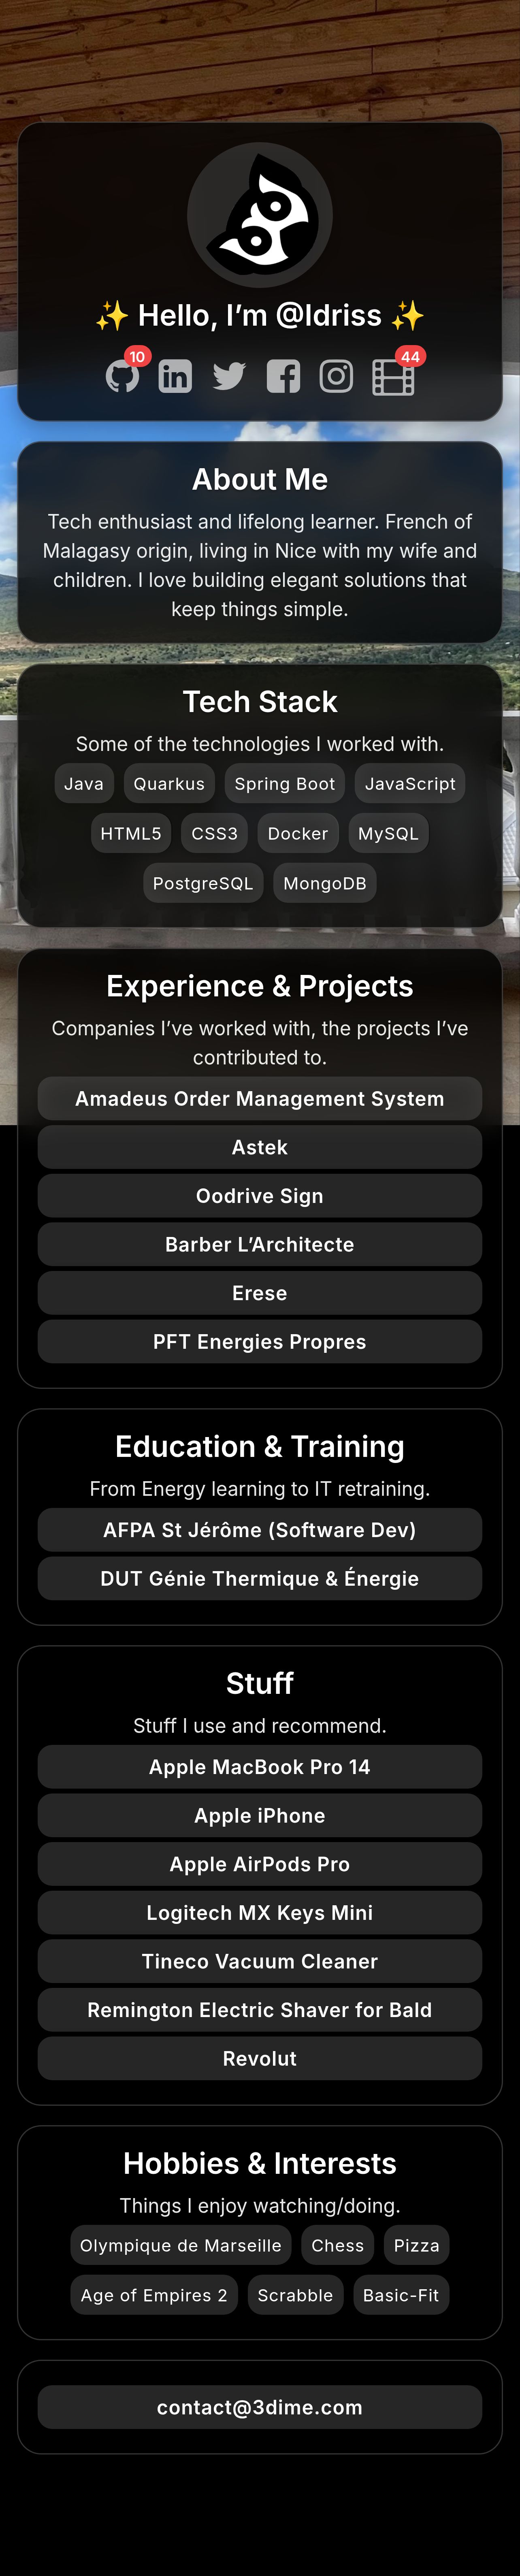 ✨ Hello, I’m @Idriss ✨
10
44
About Me
Tech enthusiast and lifelong learner. French of
Malagasy origin, living in Nice with my wife and
children. I love building elegant solutions that
keep things simple.
Tech Stack
Some of the technologies I worked with.
Java Quarkus Spring Boot JavaScript
HTML5 CSS3 Docker MySQL
PostgreSQL MongoDB
Experience & Projects
Companies I’ve worked with, the projects I’ve
contributed to.
Amadeus Order Management System
Astek
Oodrive Sign
Barber L’Architecte
Erese
PFT Energies Propres
Education & Training
From Energy learning to IT retraining.
AFPA St Jérôme (Software Dev)
DUT Génie Thermique & Énergie
Stuff
Stuff I use and recommend.
Apple MacBook Pro 14
Apple iPhone
Apple AirPods Pro
Logitech MX Keys Mini
Tineco Vacuum Cleaner
Remington Electric Shaver for Bald
Revolut
Hobbies & Interests
Things I enjoy watching/doing.
Olympique de Marseille Chess Pizza
Age of Empires 2 Scrabble Basic-Fit
contact@3dime.com